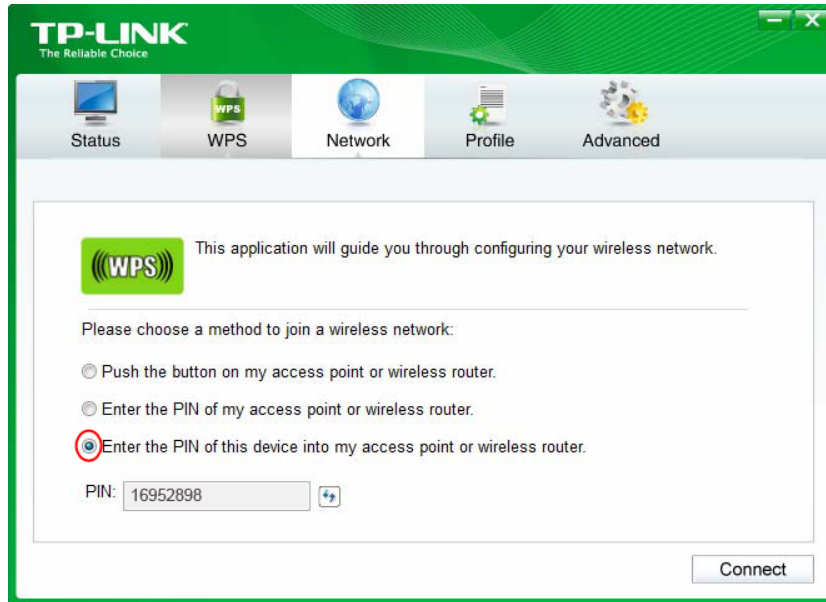 TP-LINK
The Reliable Choice
Status
WPS
WPS
Network
Profile
Advanced
(((WPS)))
This application will guide you through configuring your wireless network.
Please choose a method to join a wireless network:
Push the button on my access point or wireless router.
Enter the PIN of my access point or wireless router.
Enter the PIN of this device into my access point or wireless router.
PIN: 16952898
Connect